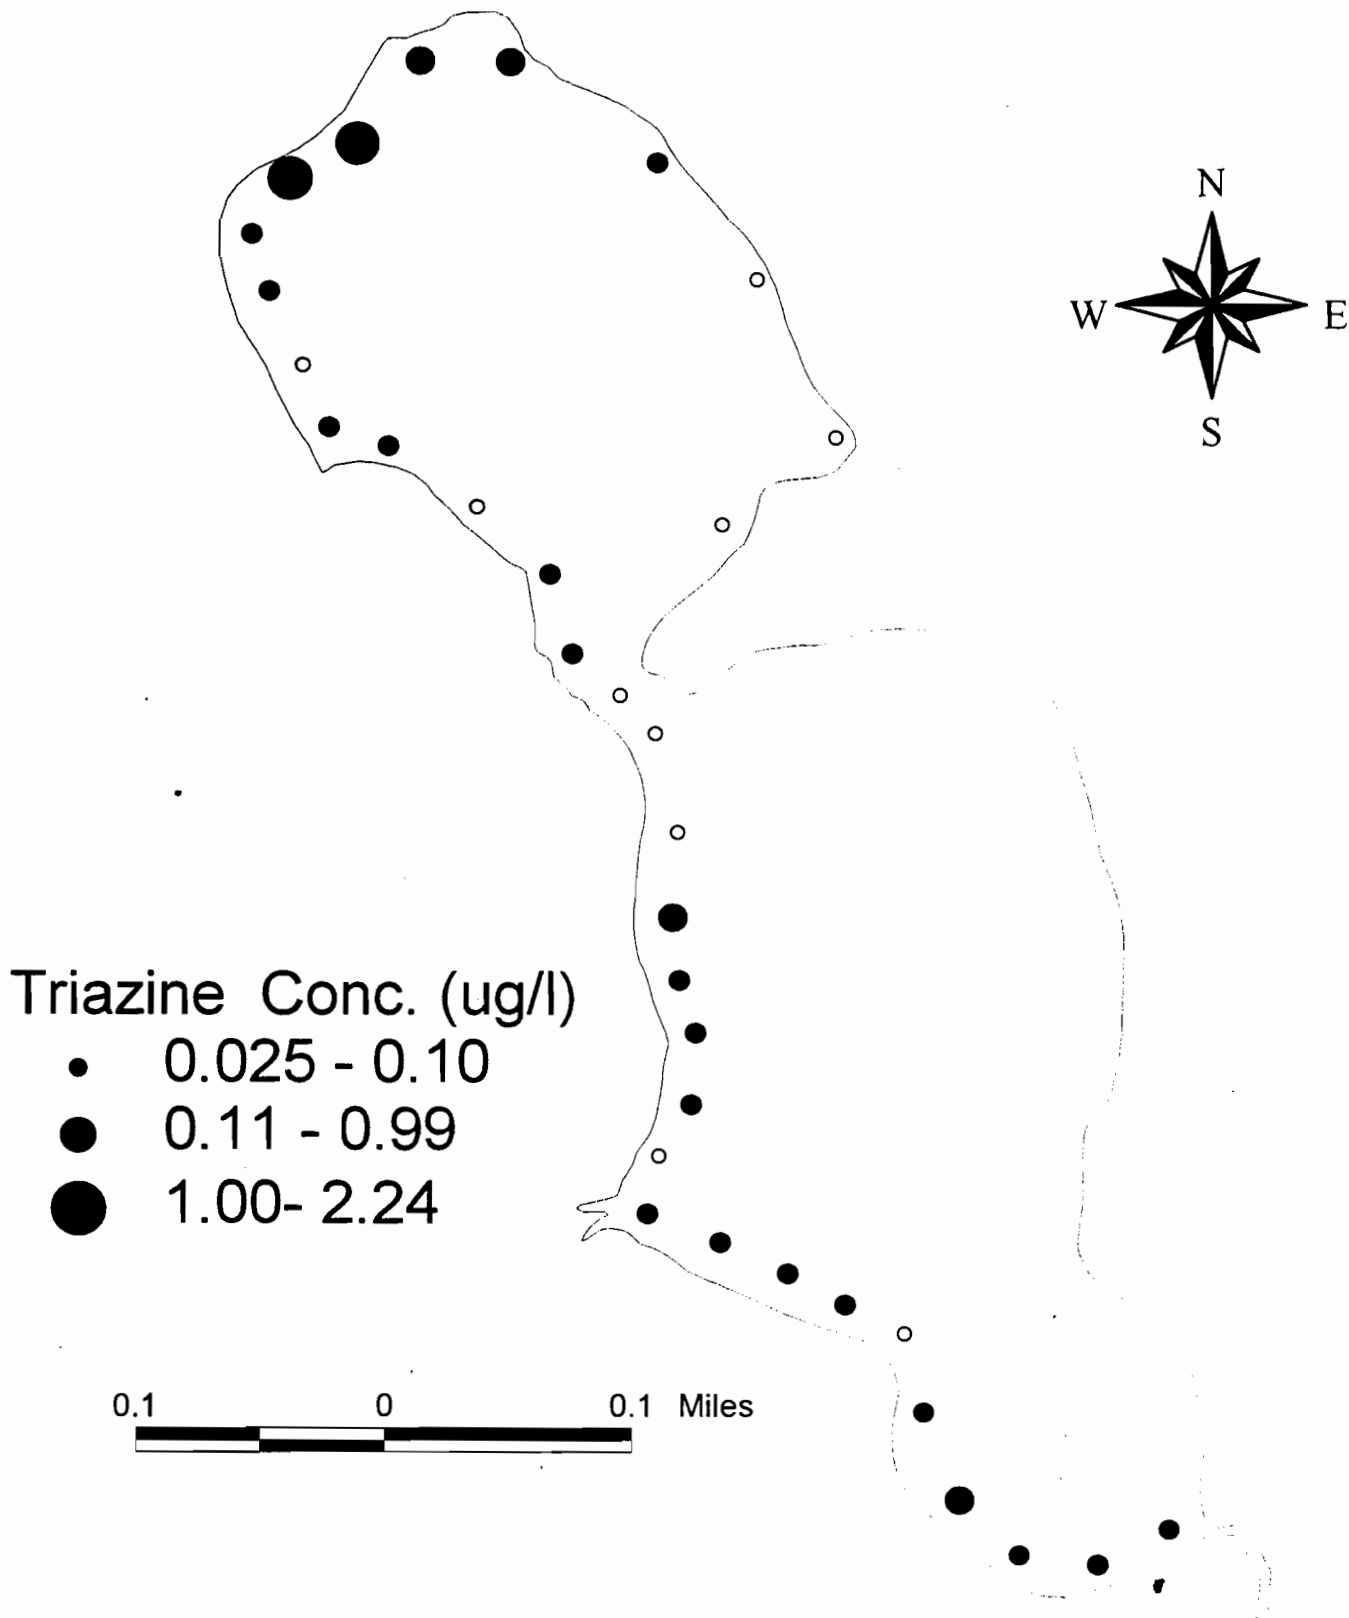 N
W E
S
Triazine Conc. (ug/l)
0.025 - 0.10
0.11 - 0.99
1.00- 2.24
0.1 0 0.1 Miles